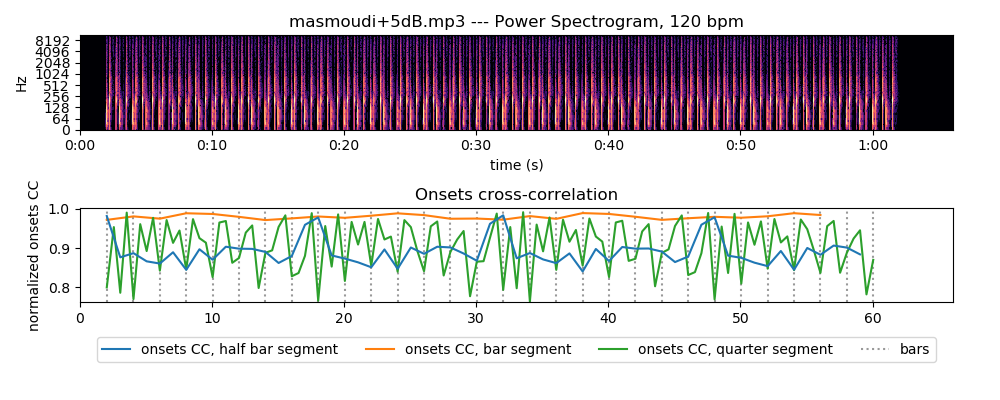 masmoudi+5dB.mp3 --- Power Spectrogram, 120 bpm
8192
4096
2048
1024
512
256
128
64
0
Hz
0:00 0:10 0:20 0:30 0:40 0:50 1:00
time (s)
Onsets cross-correlation
1.0
0.9
0.8
normalized onsets CC
0 10 20 30 40 50 60
onsets CC, half bar segment onsets CC, bar segment onsets CC, quarter segment bars